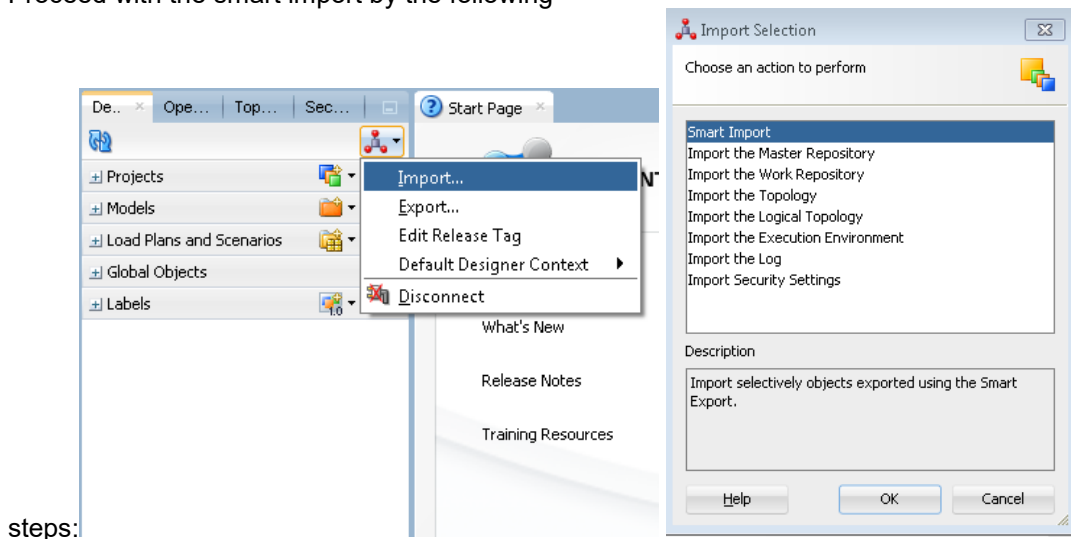 Proceed with the smart import by the following
steps:
De..
Ope...
Top...
Sec...
Start Page
Projects
Models
Load Plans and Scenarios
Global Objects
Labels
1.0
Import...
Export...
Edit Release Tag
Default Designer Context
Disconnect
What's New
Release Notes
Training Resources
Import Selection
Choose an action to perform
Smart Import
Import the Master Repository
Import the Work Repository
Import the Topology
Import the Logical Topology
Import the Execution Environment
Import the Log
Import Security Settings
Description
Import selectively objects exported using the Smart
Export.
Help
OK
Cancel